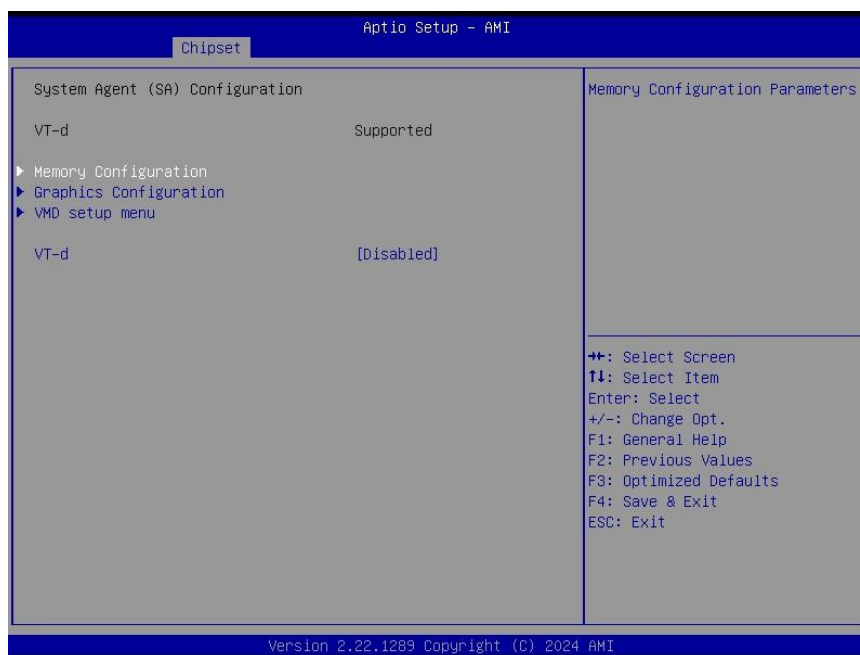 Aptio Setup – AMI
Chipset
System Agent (SA) Configuration
VT-d Supported
Memory Configuration
Graphics Configuration
VMD setup menu
VT-d [Disabled]
Memory Configuration Parameters
→←: Select Screen
↑↓: Select Item
Enter: Select
+/-: Change Opt.
F1: General Help
F2: Previous Values
F3: Optimized Defaults
F4: Save & Exit
ESC: Exit
Version 2.22.1289 Copyright (C) 2024 AMI